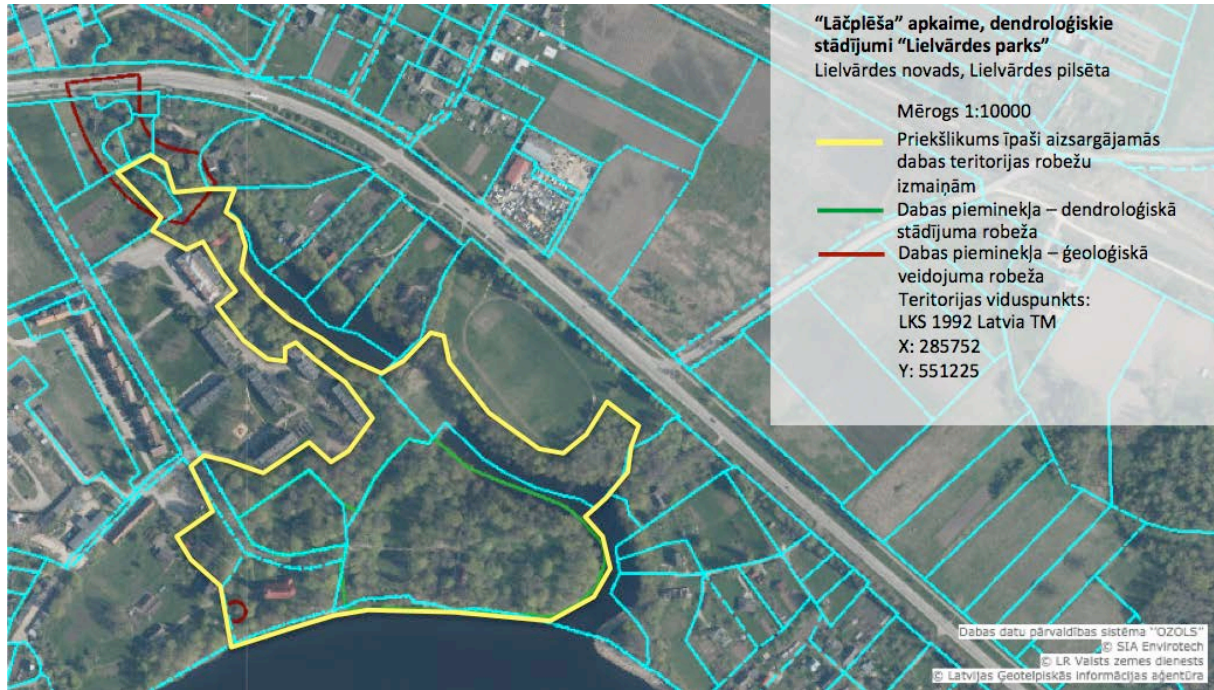 “Lāčplēša” apkaime, dendroloģiskie
stādījumi “Lielvārdes parks”
Lielvārdes novads, Lielvārdes pilsēta
Mērogs 1:10000
Priekšlikums īpaši aizsargājamās
dabas teritorijas robežu
izmaiņām
Dabas pieminekļa – dendroloģiskā
stādījuma robeža
Dabas pieminekļa – ģeoloģiskā
veidojuma robeža
Teritorijas viduspunkts:
LKS 1992 Latvia TM
X: 285752
Y: 551225
Dabas datu pārvaldības sistēma "OZOLS"
© SIA Envirotech
© LR Valsts zemes dienests
© Latvijas Ģeotelpiskās informācijas aģentūra